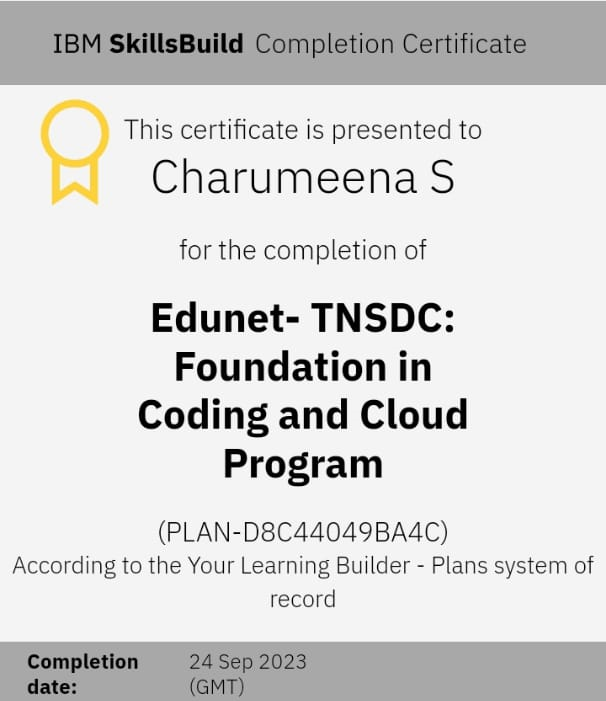 IBM SkillsBuild Completion Certificate
This certificate is presented to
Charumeena S
for the completion of
Edunet- TNSDC:
Foundation in
Coding and Cloud
Program
(PLAN-D8C44049BA4C)
According to the Your Learning Builder - Plans system of
record
Completion 24 Sep 2023
date: (GMT)